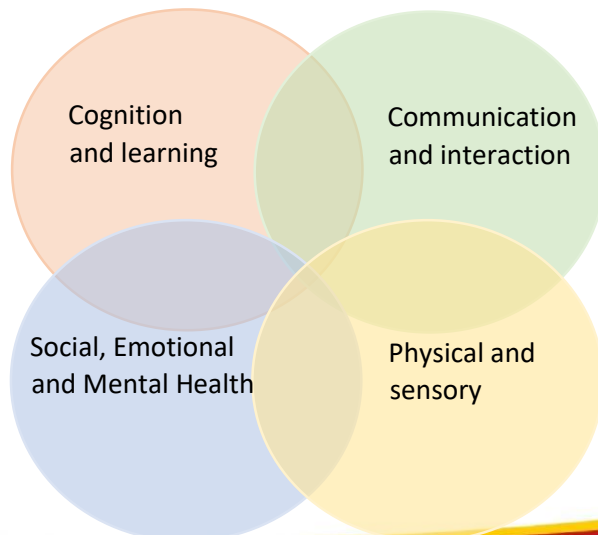 Cognition
and learning
Communication
and interaction
Social, Emotional
and Mental Health
Physical and
sensory